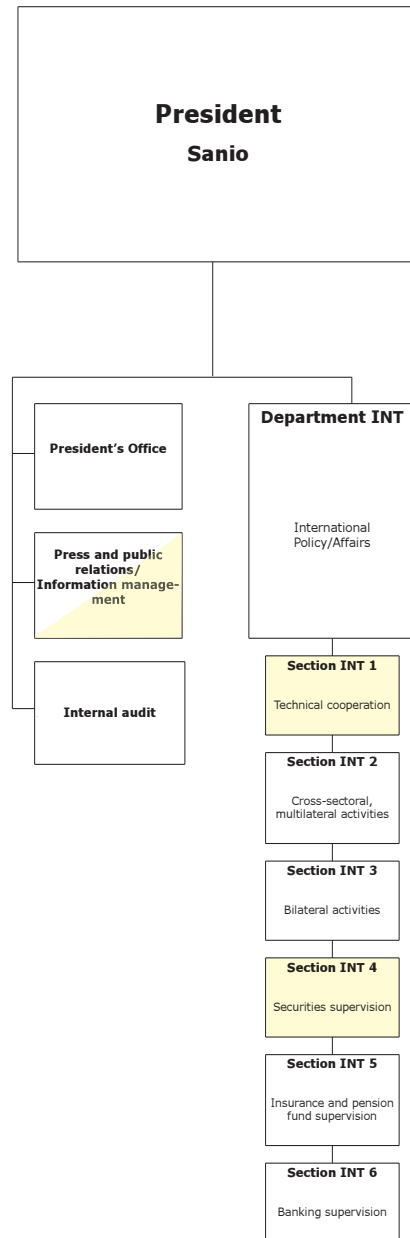 President
Sanio
President's Office
Press and public
relations/
Information manage-
ment
Internal audit
Department INT
International
Policy/Affairs
Section INT 1
Technical cooperation
Section INT 2
Cross-sectoral,
multilateral activities
Section INT 3
Bilateral activities
Section INT 4
Securities supervision
Section INT 5
Insurance and pension
fund supervision
Section INT 6
Banking supervision